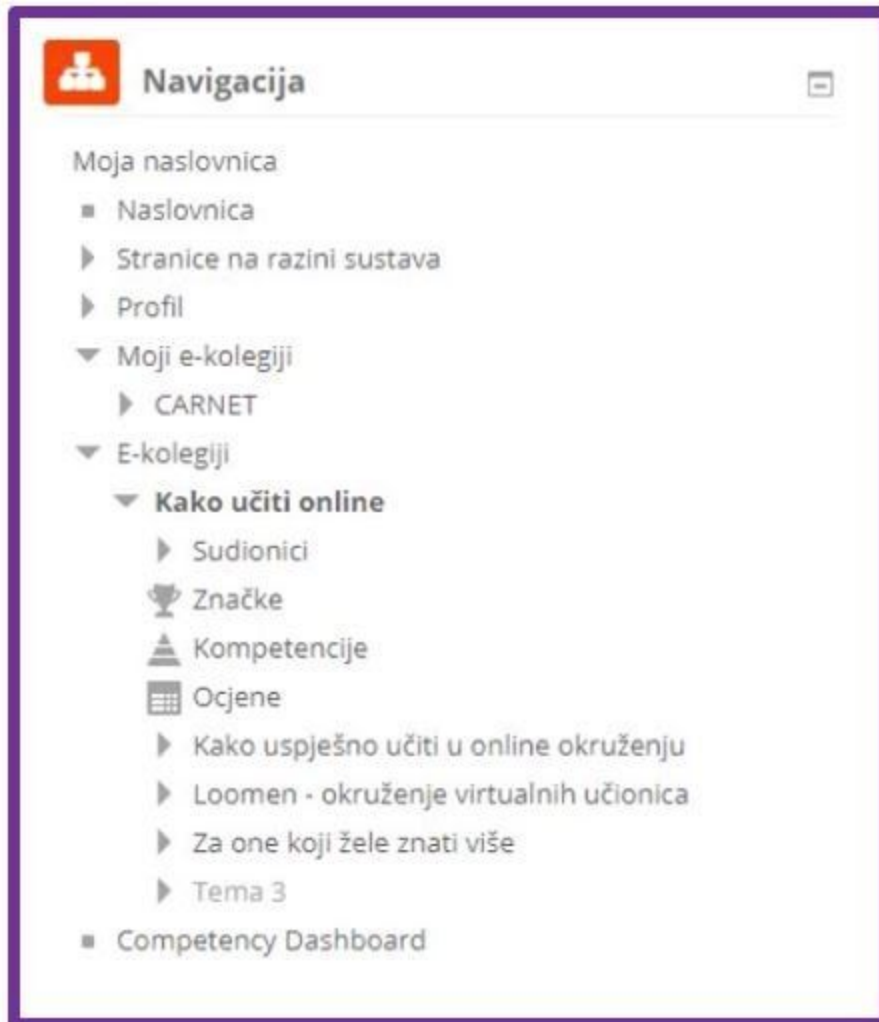 Navigacija
Moja naslovnica
Naslovnica
Stranice na razini sustava
Profil
Moji e-kolegiji
CARNET
E-kolegiji
Kako učiti online
Sudionici
Značke
Kompetencije
Ocjene
Kako uspješno učiti u online okruženju
Loomen - okruženje virtualnih učionica
Za one koji žele znati više
Tema 3
Competency Dashboard